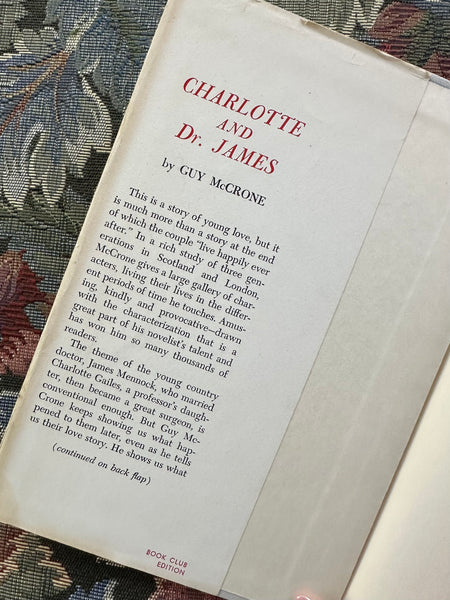 CHARLOTTE
AND
Dr. JAMES
by GUY McCRONE
This is a story of young love, but it
is much more than a story at the end
of which the couple "live happily ever
after." In a rich study of three gen-
erations in Scotland and London,
McCrone gives a large gallery of char-
acters, living their lives in the differ-
ent periods of time he touches. Amus-
ing, kindly and provocative—drawn
with the characterization that is a
great part of his novelist's talent and
has won him so many thousands of
readers.
The theme of the young country
doctor, James Mennock, who married
Charlotte Gailes, a professor's daugh-
ter, then became a great surgeon, is
conventional enough. But Guy Mc-
Crone keeps showing us what hap-
pened to them later, even as he tells
us their love story. He shows us what
(continued on back flap)
BOOK CLUB
EDITION